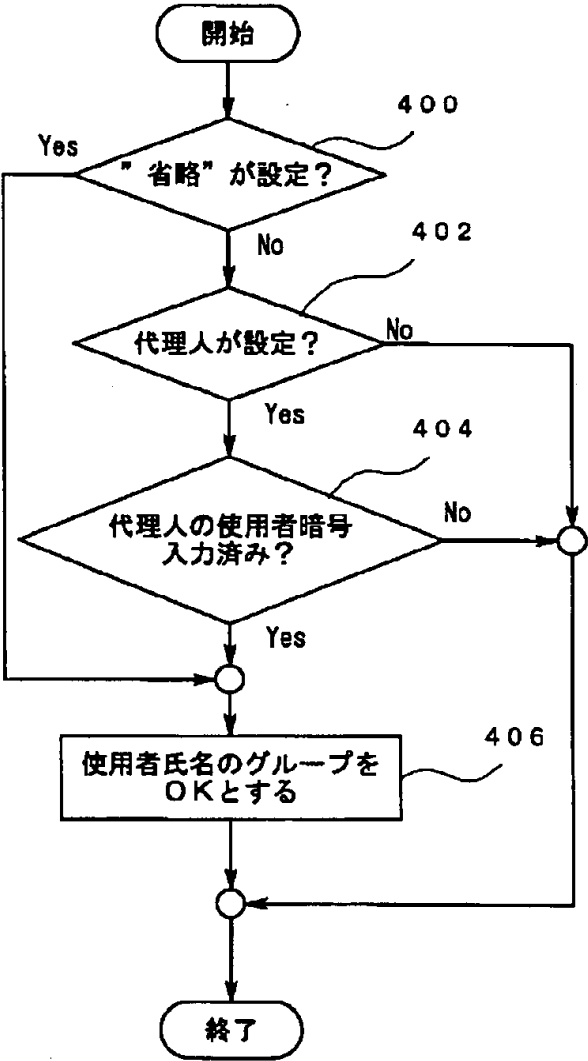 開始
400
Yes
”省略”が設定？
No
402
代理人が設定？
No
Yes
404
代理人の使用者暗号
入力済み？
No
Yes
406
使用者氏名のグループを
ＯＫとする
終了